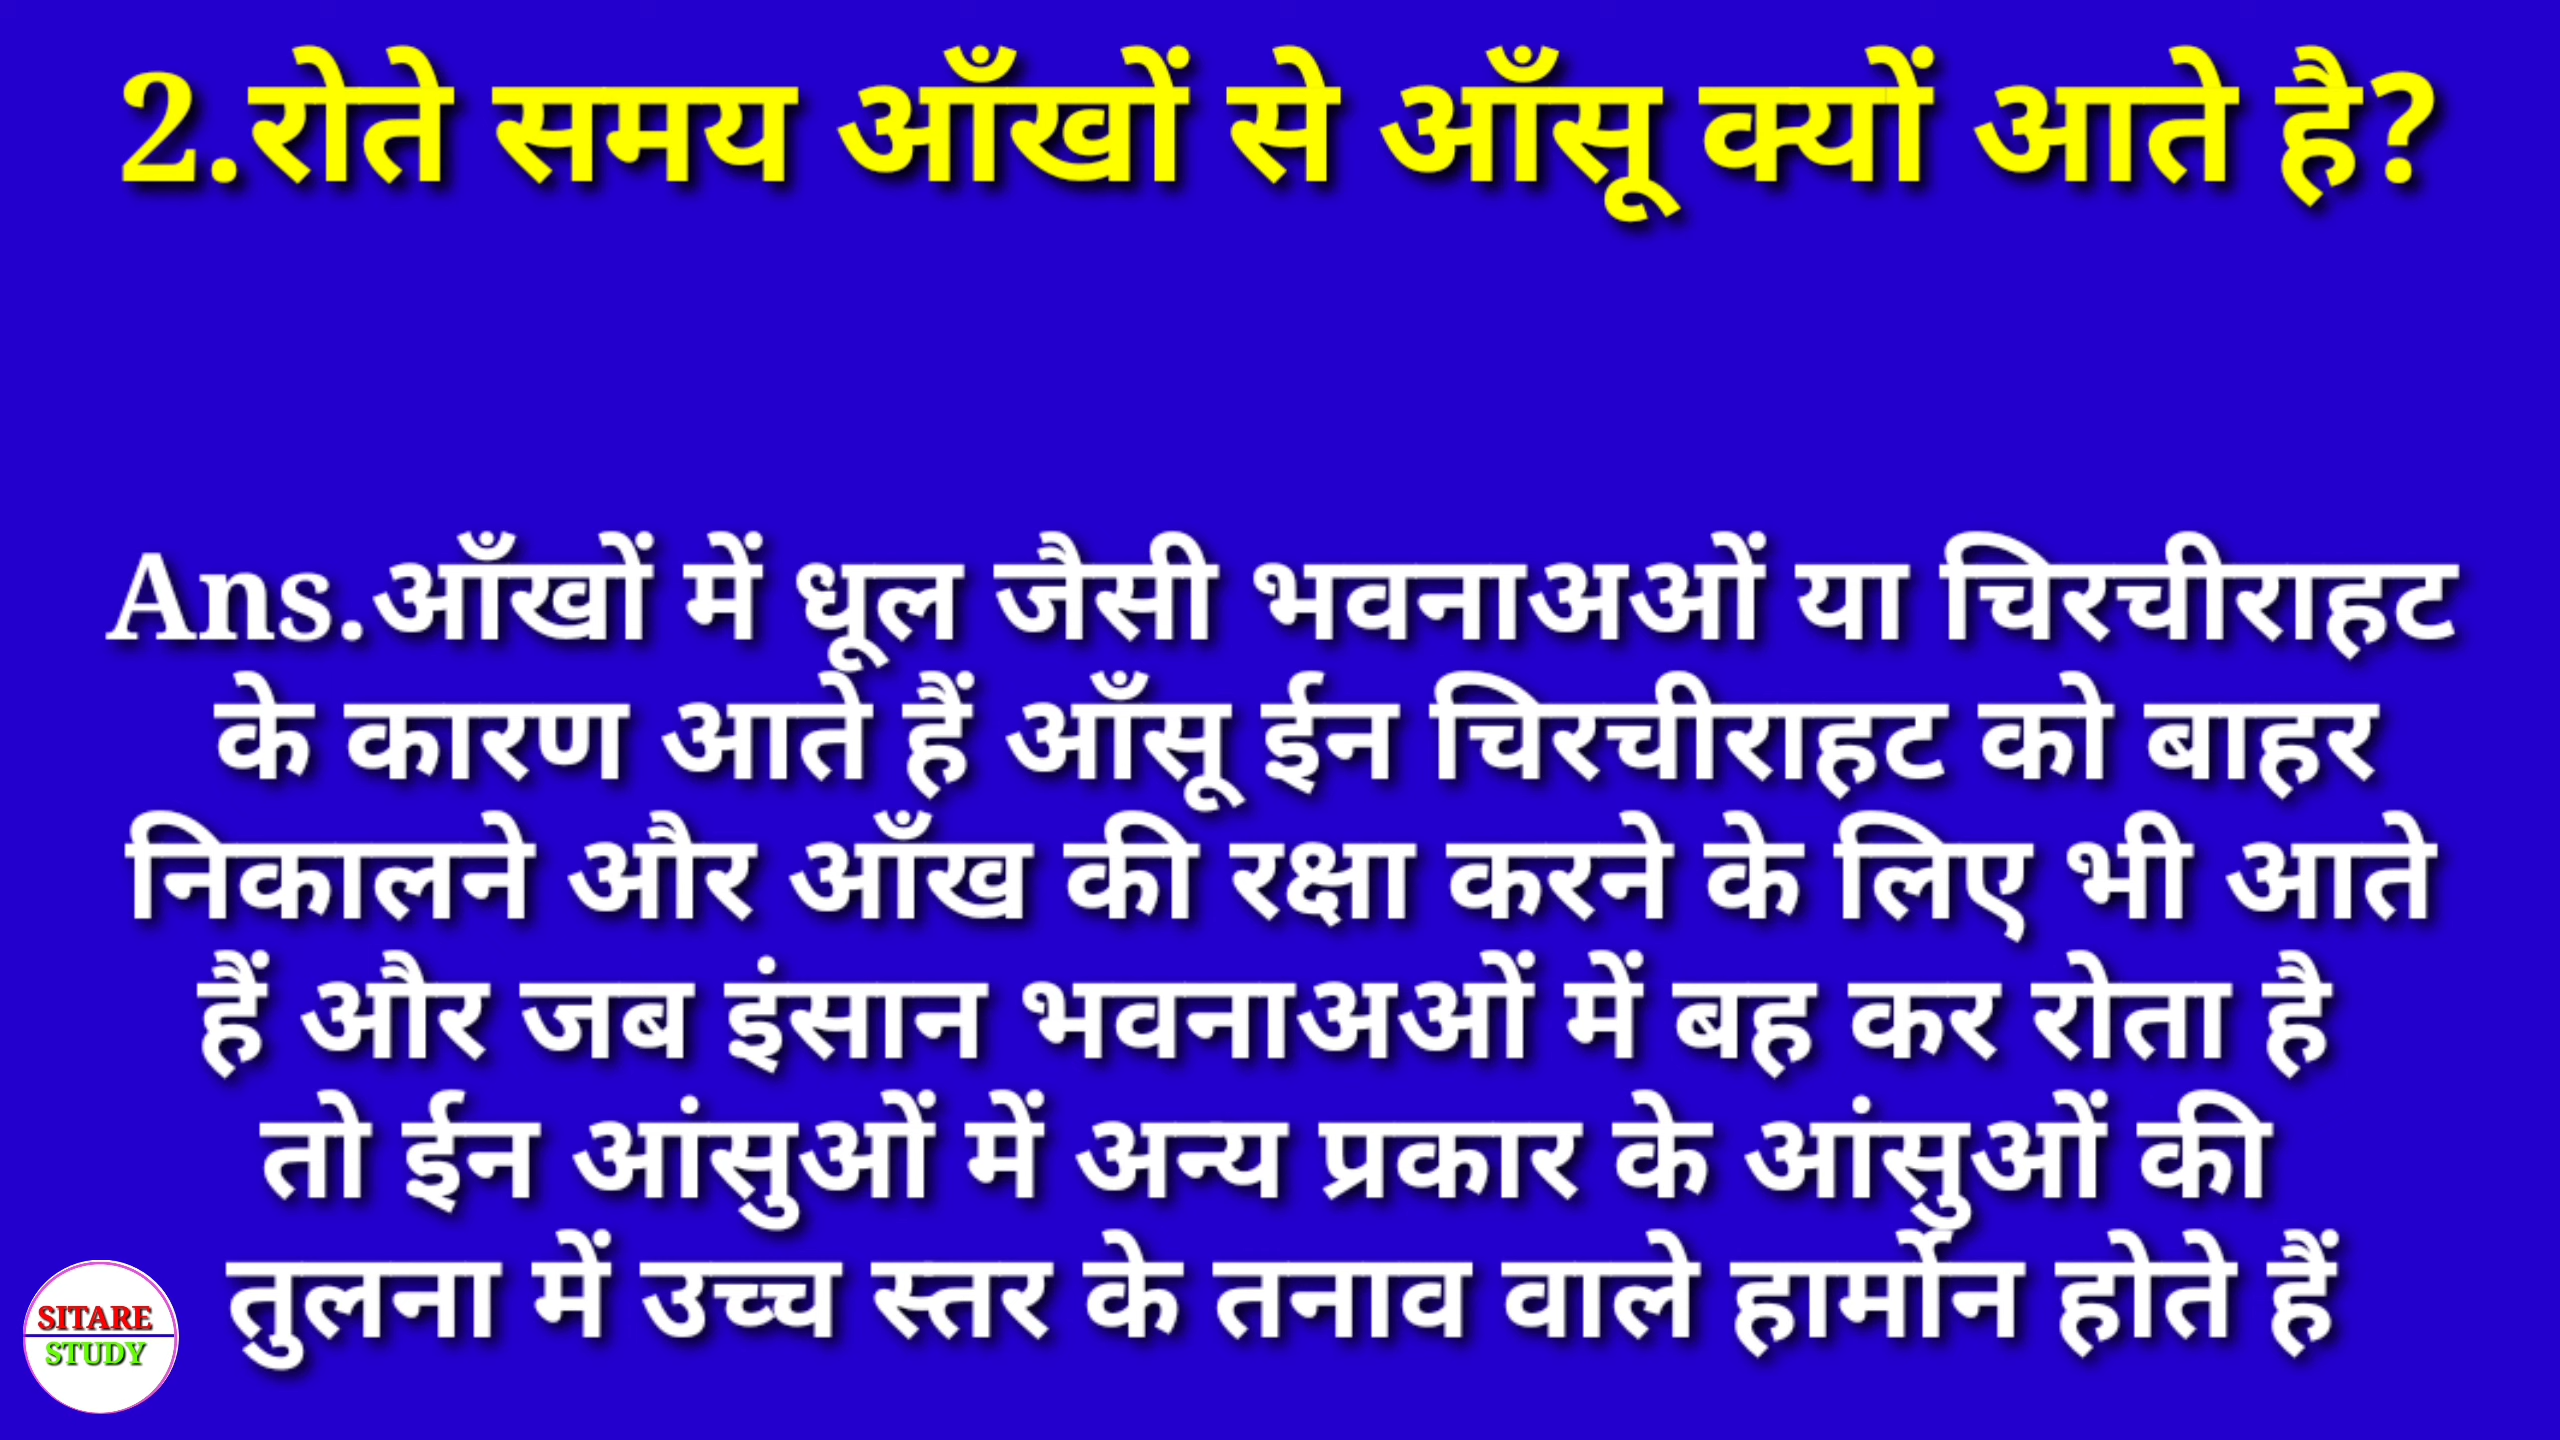 2.रोते समय आँखों से आँसू क्यों आते है?
Ans.आँखों में धूल जैसी भवनाअओं या चिरचीराहट
के कारण आते हैं आँसू ईन चिरचीराहट को बाहर
निकालने और आँख की रक्षा करने के लिए भी आते
हैं और जब इंसान भवनाअओं में बह कर रोता है
तो ईन आंसुओं में अन्य प्रकार के आंसुओं की
तुलना में उच्च स्तर के तनाव वाले हार्मोन होते हैं
SITARE
STUDY